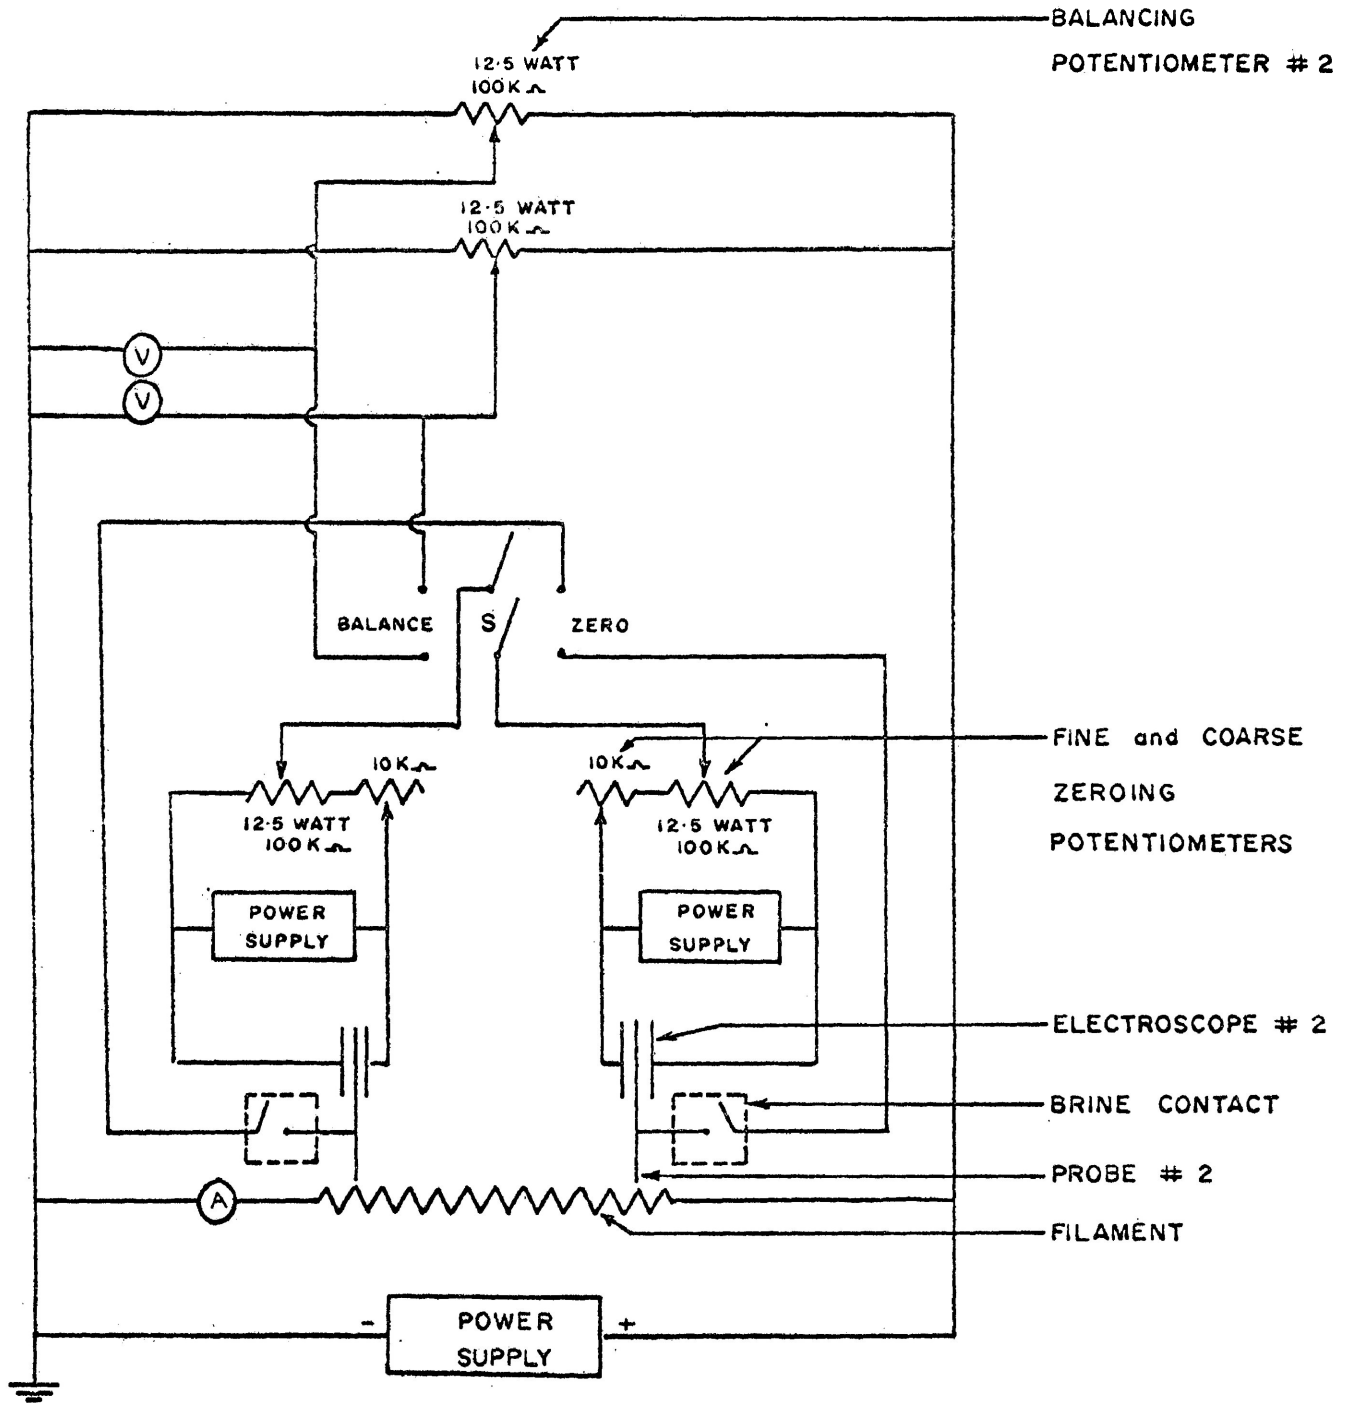 BALANCING
POTENTIOMETER # 2
12·5 WATT
100K Ω
12·5 WATT
100K Ω
V
V
BALANCE
S
ZERO
FINE and COARSE
ZEROING
POTENTIOMETERS
10K Ω
10K Ω
12·5 WATT
100K Ω
12·5 WATT
100K Ω
POWER
SUPPLY
POWER
SUPPLY
ELECTROSCOPE # 2
BRINE CONTACT
PROBE # 2
A
FILAMENT
-
POWER
SUPPLY
+